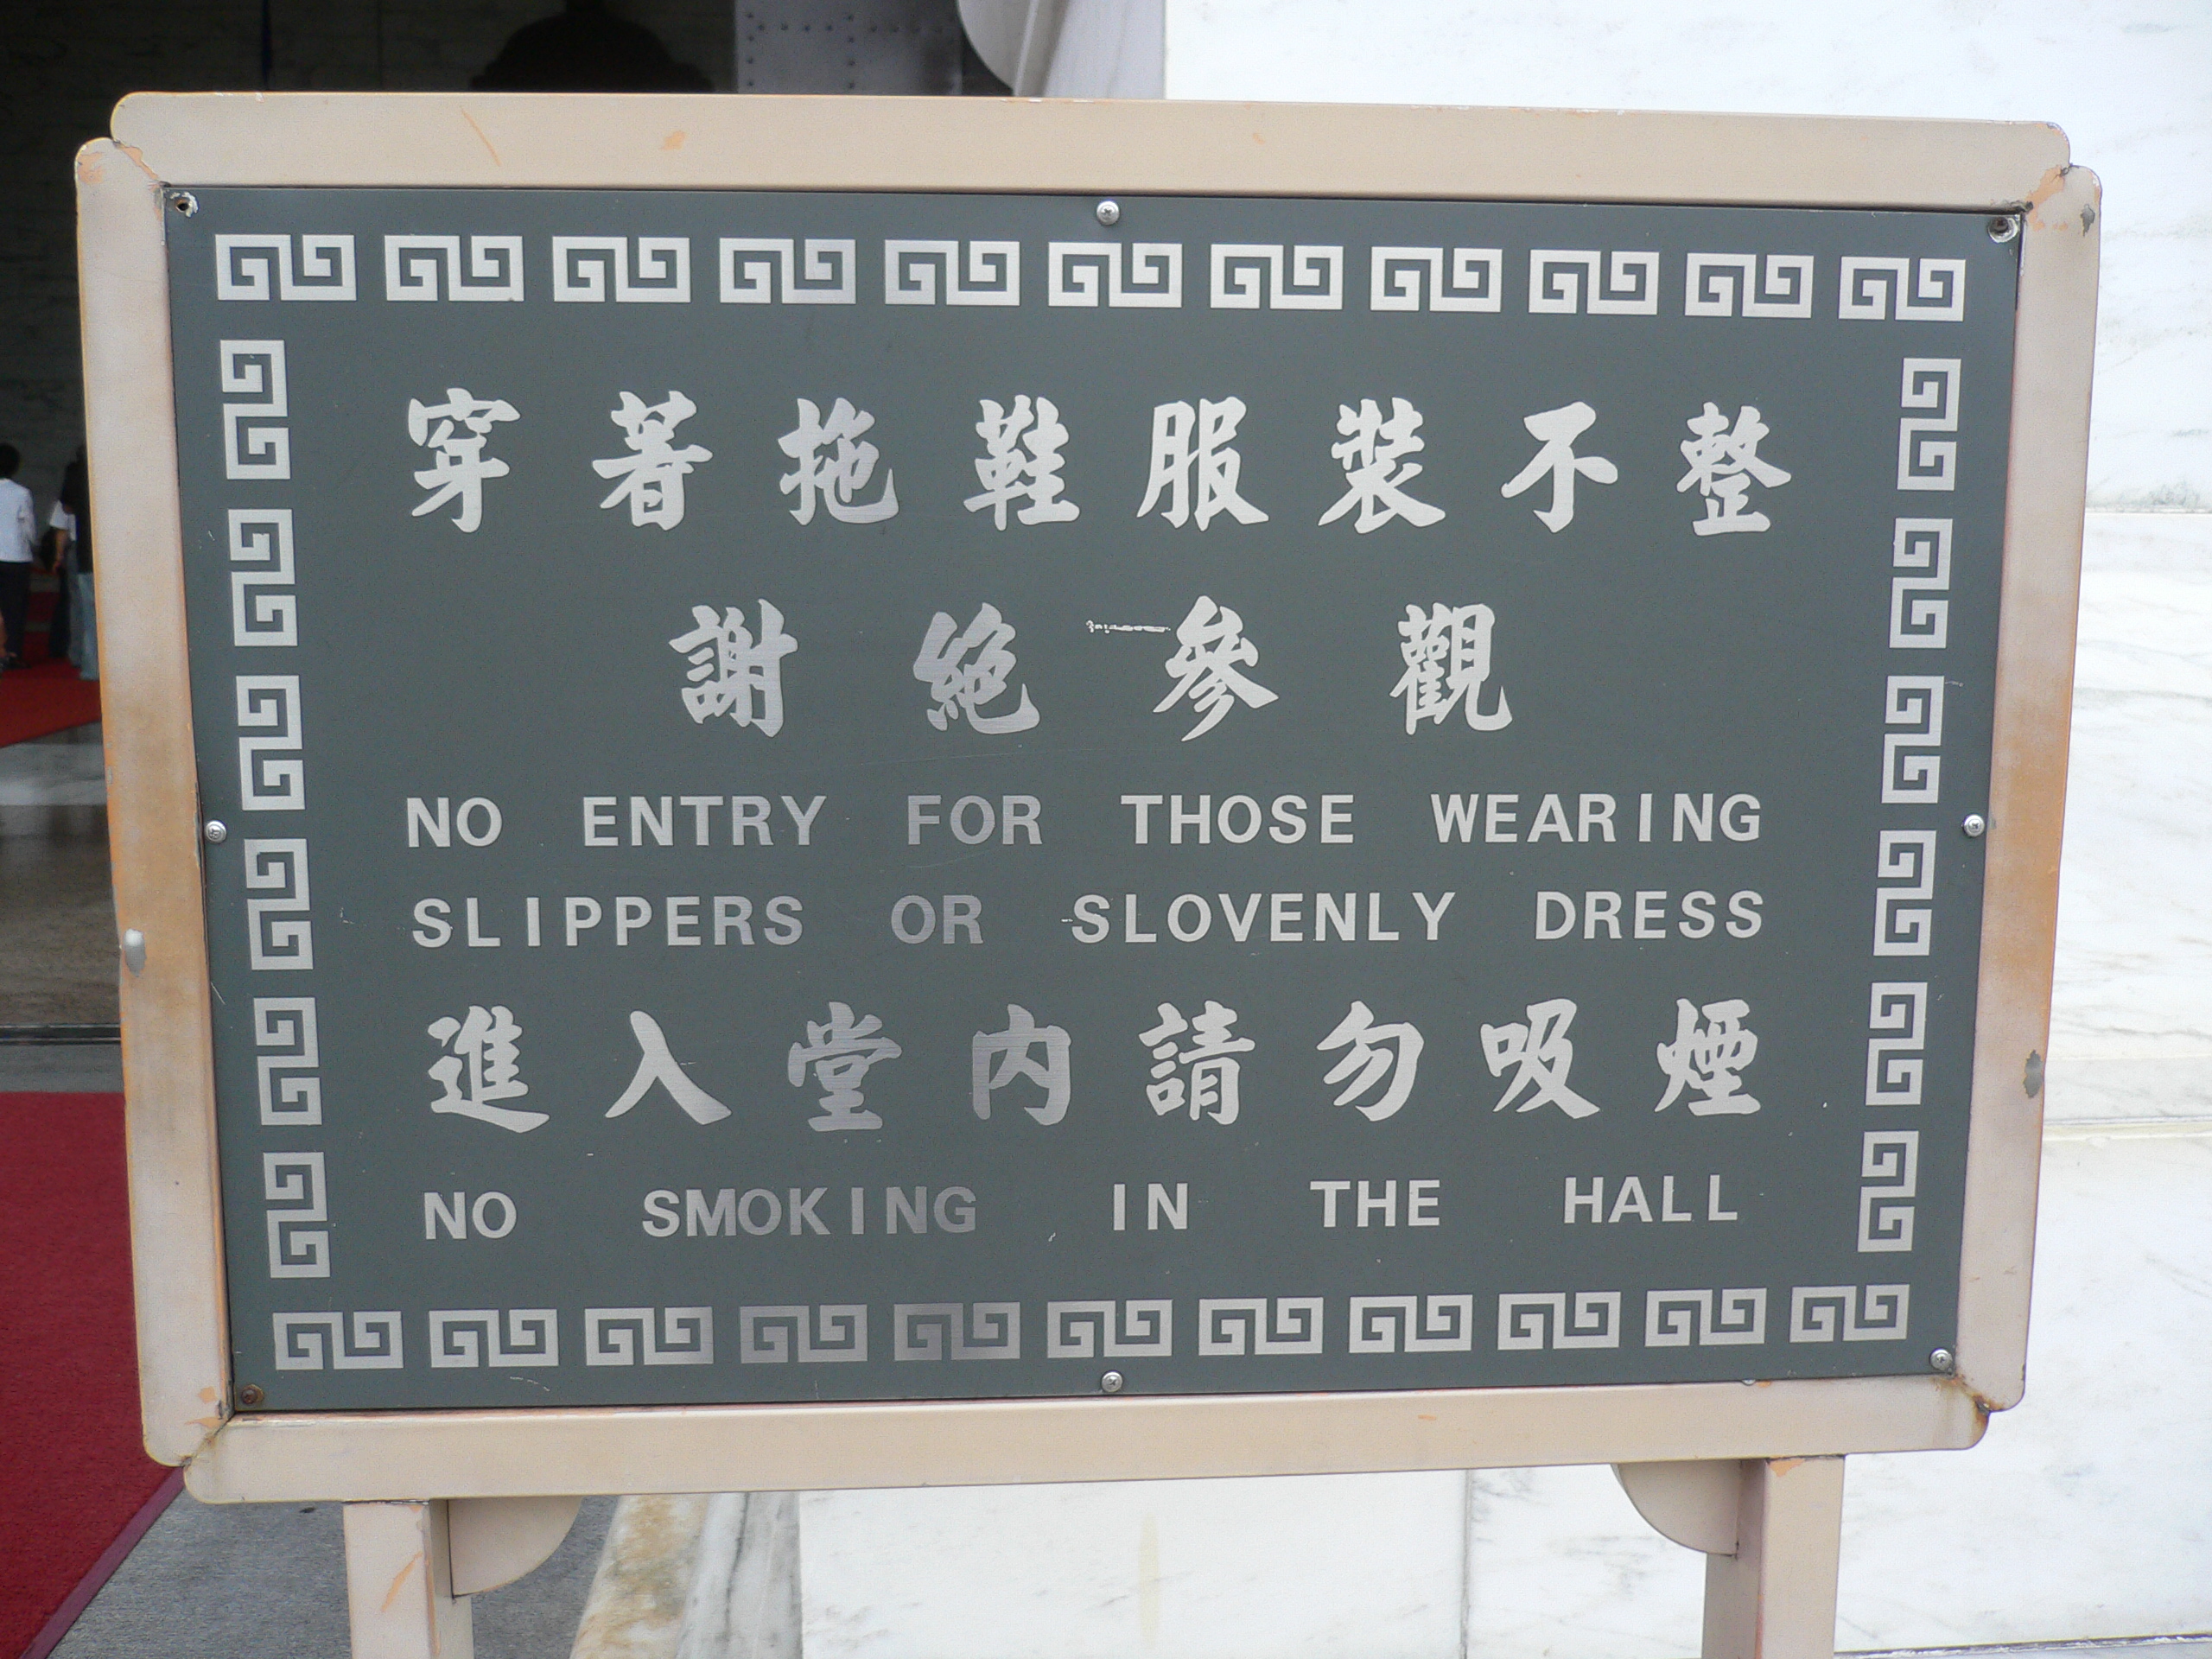 穿著拖鞋服裝不整
謝絕參觀
NO ENTRY FOR THOSE WEARING
SLIPPERS OR SLOVENLY DRESS
進入堂內請勿吸煙
NO SMOKING IN THE HALL